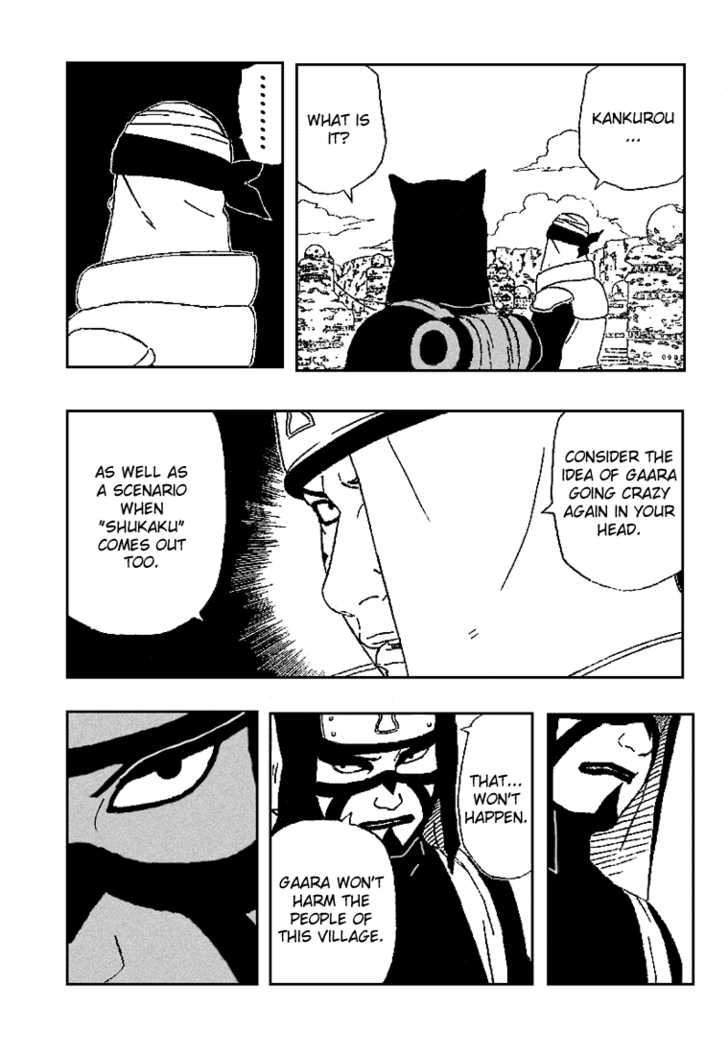 KANKUROU
...
WHAT IS
IT?
.........
CONSIDER THE
IDEA OF GAARA
GOING CRAZY
AGAIN IN YOUR
HEAD.
AS WELL AS
A SCENARIO
WHEN
"SHUKAKU"
COMES OUT
TOO.
THAT...
WON'T
HAPPEN.
GAARA WON'T
HARM THE
PEOPLE OF
THIS VILLAGE.